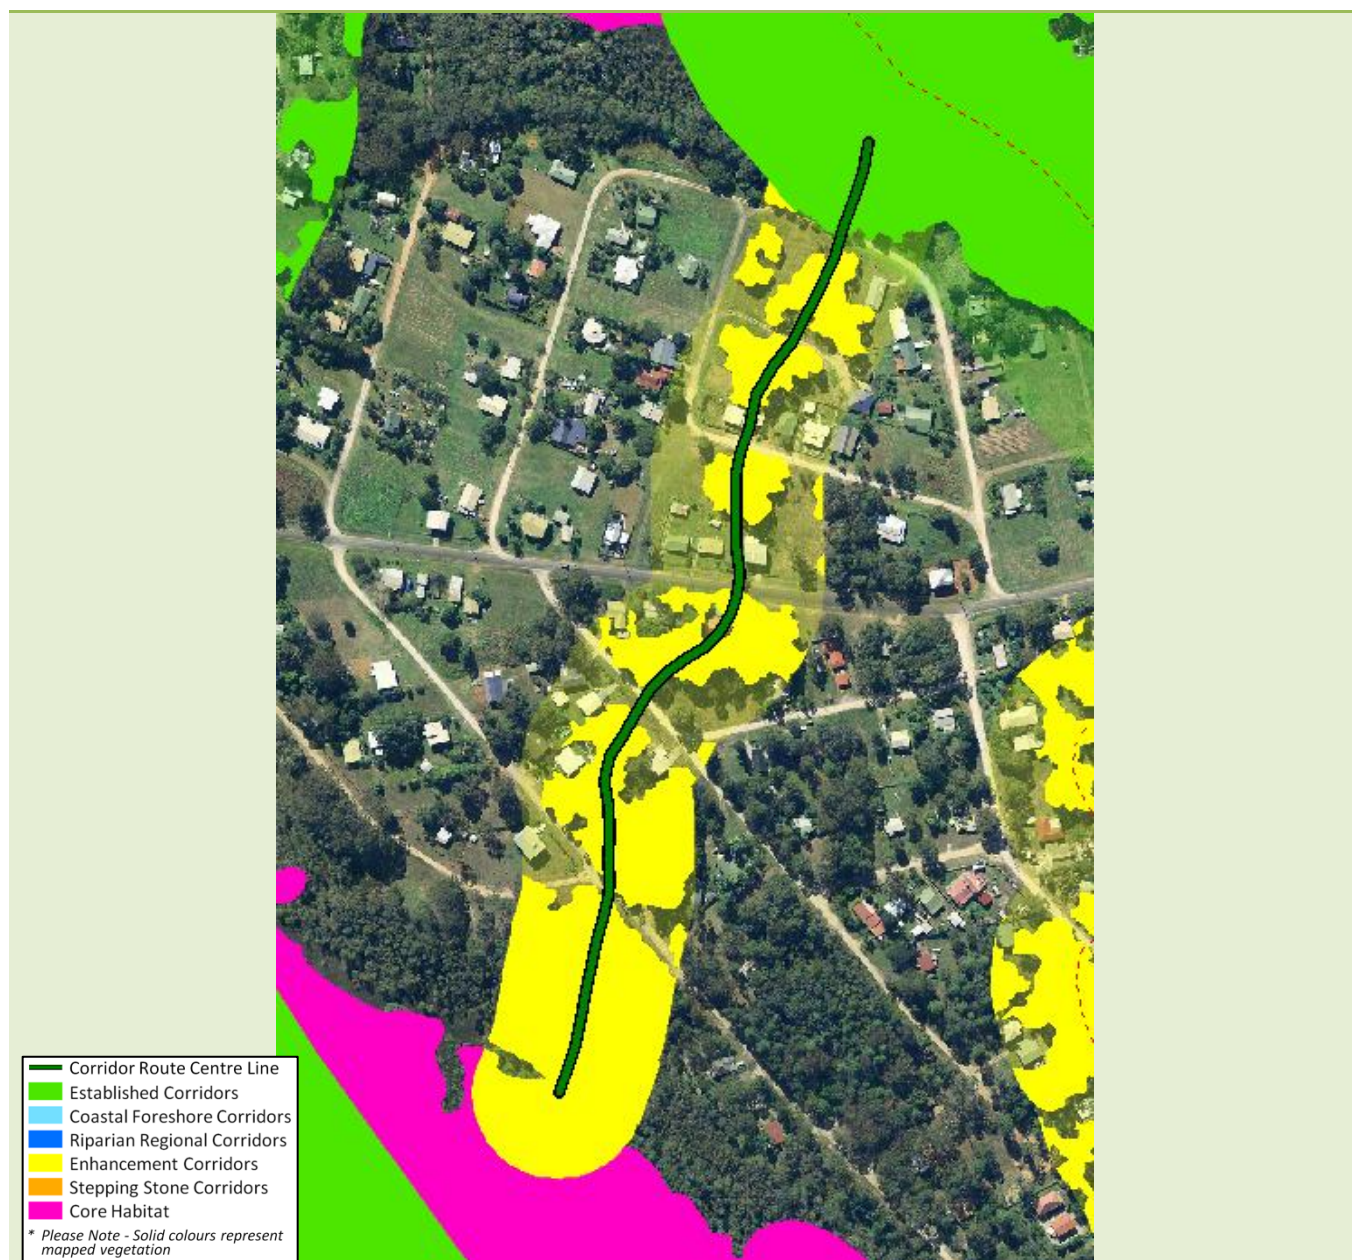 Corridor Route Centre Line
Established Corridors
Coastal Foreshore Corridors
Riparian Regional Corridors
Enhancement Corridors
Stepping Stone Corridors
Core Habitat
* Please Note - Solid colours represent
mapped vegetation